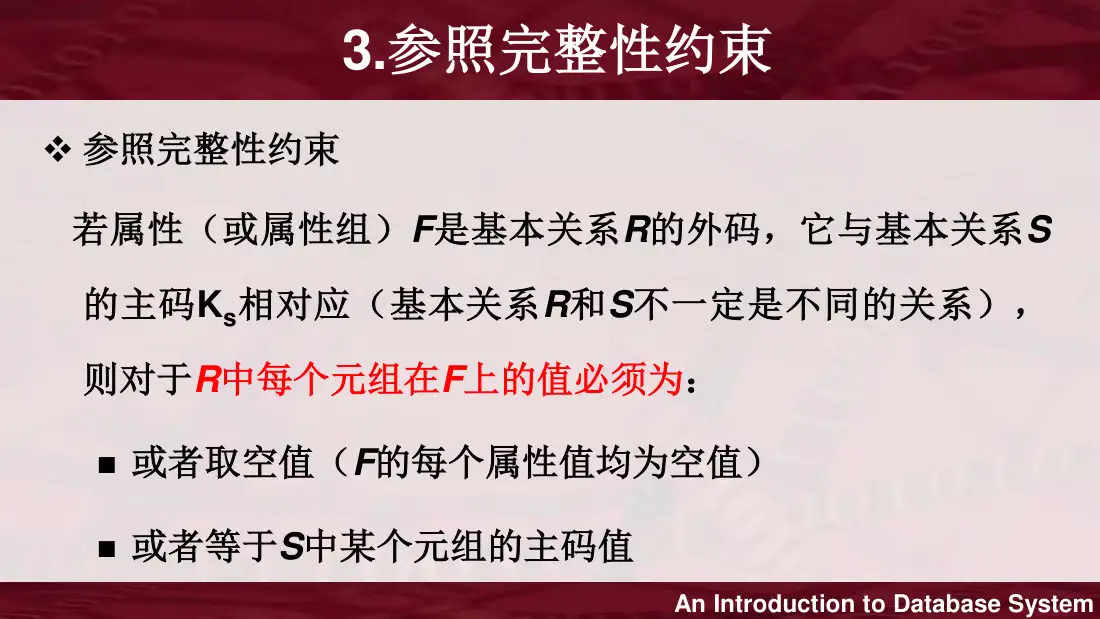 3.参照完整性约束
❖ 参照完整性约束
若属性（或属性组）F是基本关系R的外码，它与基本关系S
的主码Ks相对应（基本关系R和S不一定是不同的关系），
则对于R中每个元组在F上的值必须为：
■ 或者取空值（F的每个属性值均为空值）
■ 或者等于S中某个元组的主码值
An Introduction to Database System